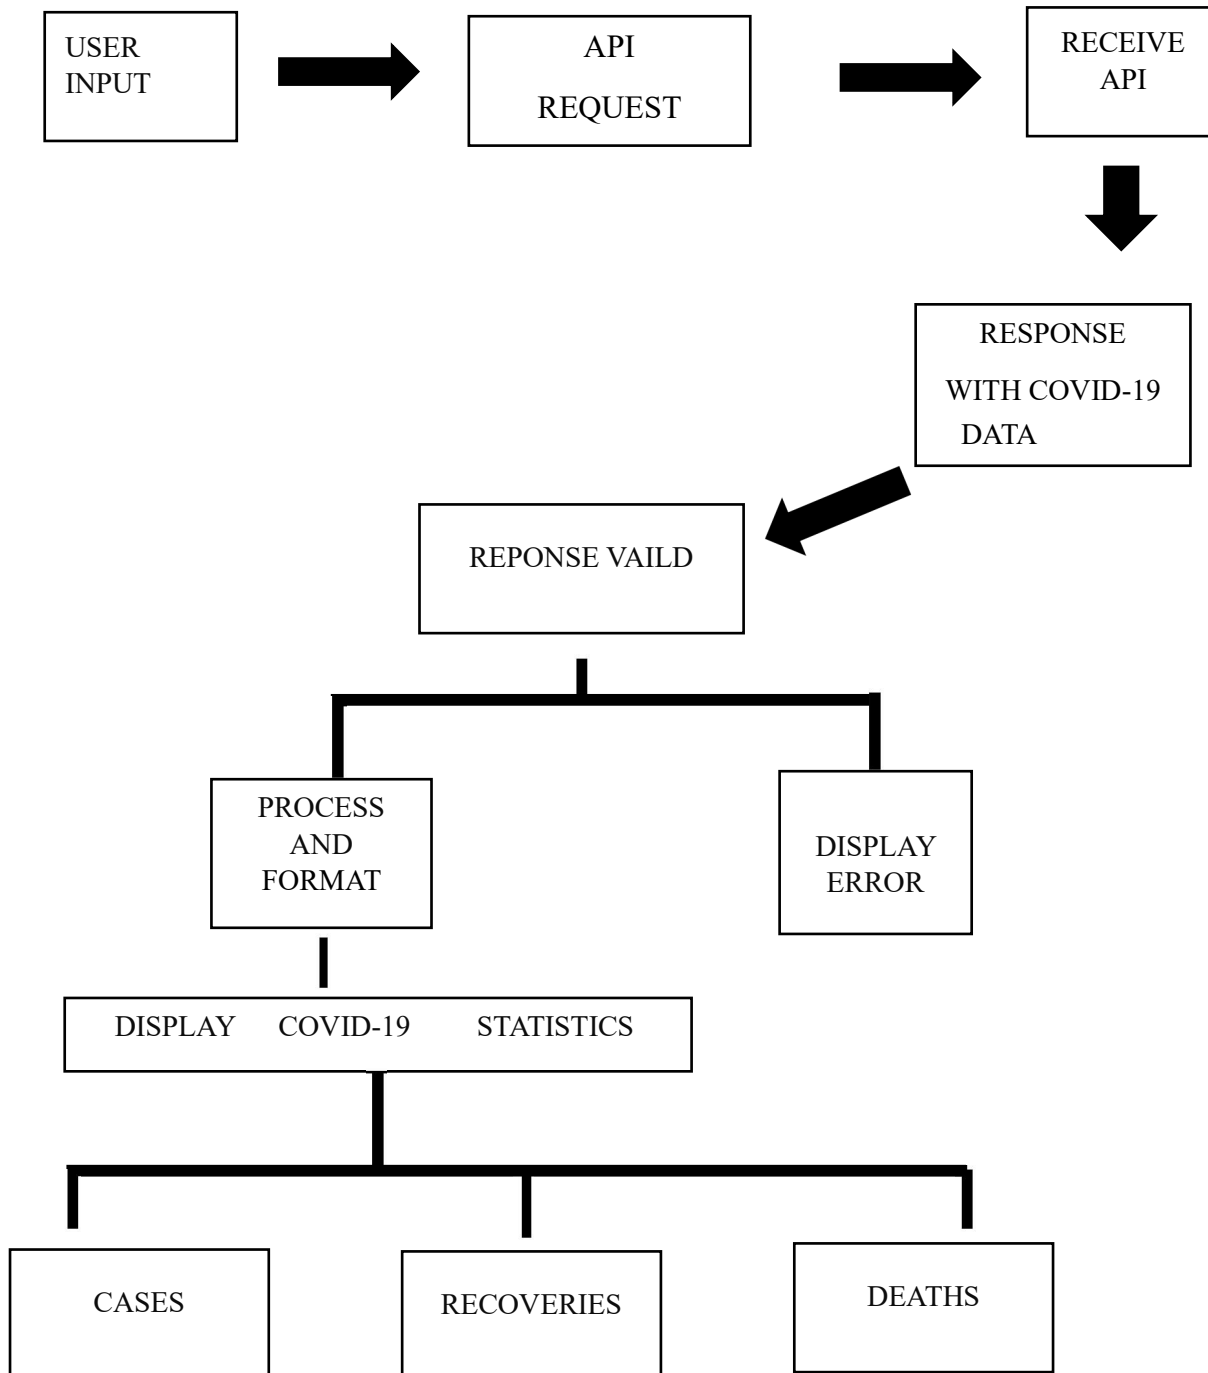 USER
INPUT
API
REQUEST
RECEIVE
API
RESPONSE
WITH COVID-19
DATA
REPONSE VAILD
PROCESS
AND
FORMAT
DISPLAY
ERROR
DISPLAY COVID-19 STATISTICS
CASES
RECOVERIES
DEATHS